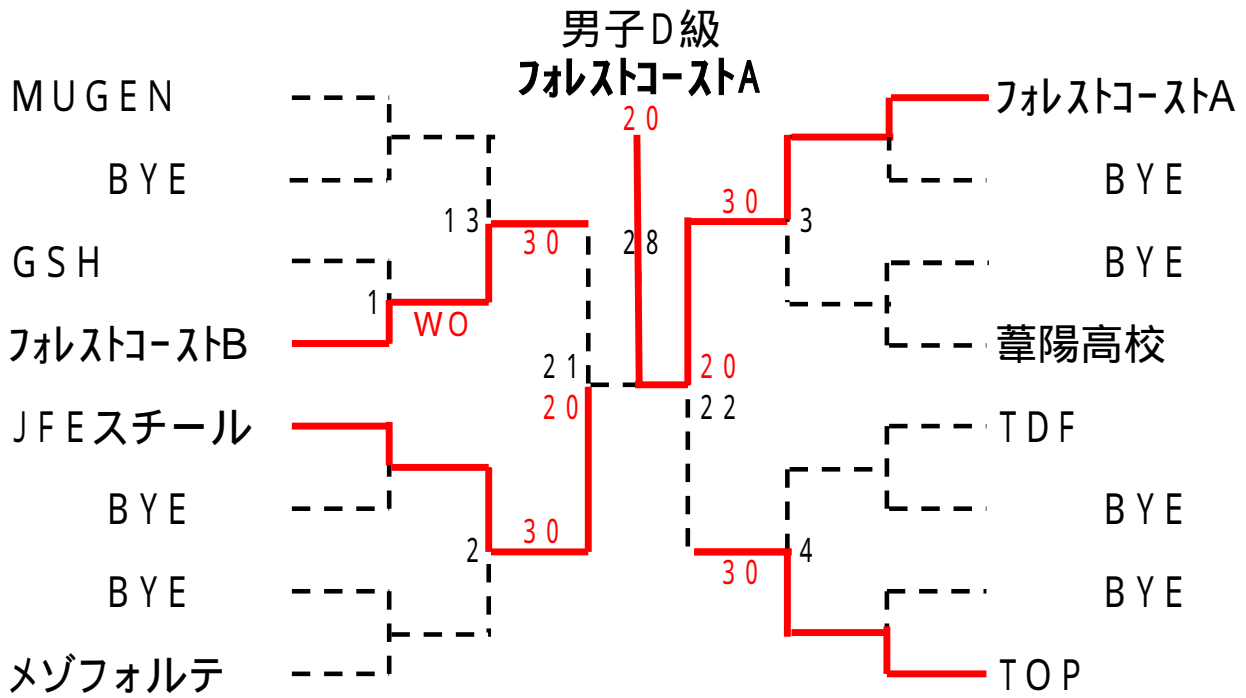 男子D級
フォレストコーストA
20
28
MUGEN
BYE
13
30
GSH
1
WO
フォレストコーストB
21
20
JFEスチール
BYE
30
2
BYE
メゾフォルテ
フォレストコーストA
BYE
30
3
BYE
葦陽高校
20
22
TDF
BYE
4
30
BYE
TOP